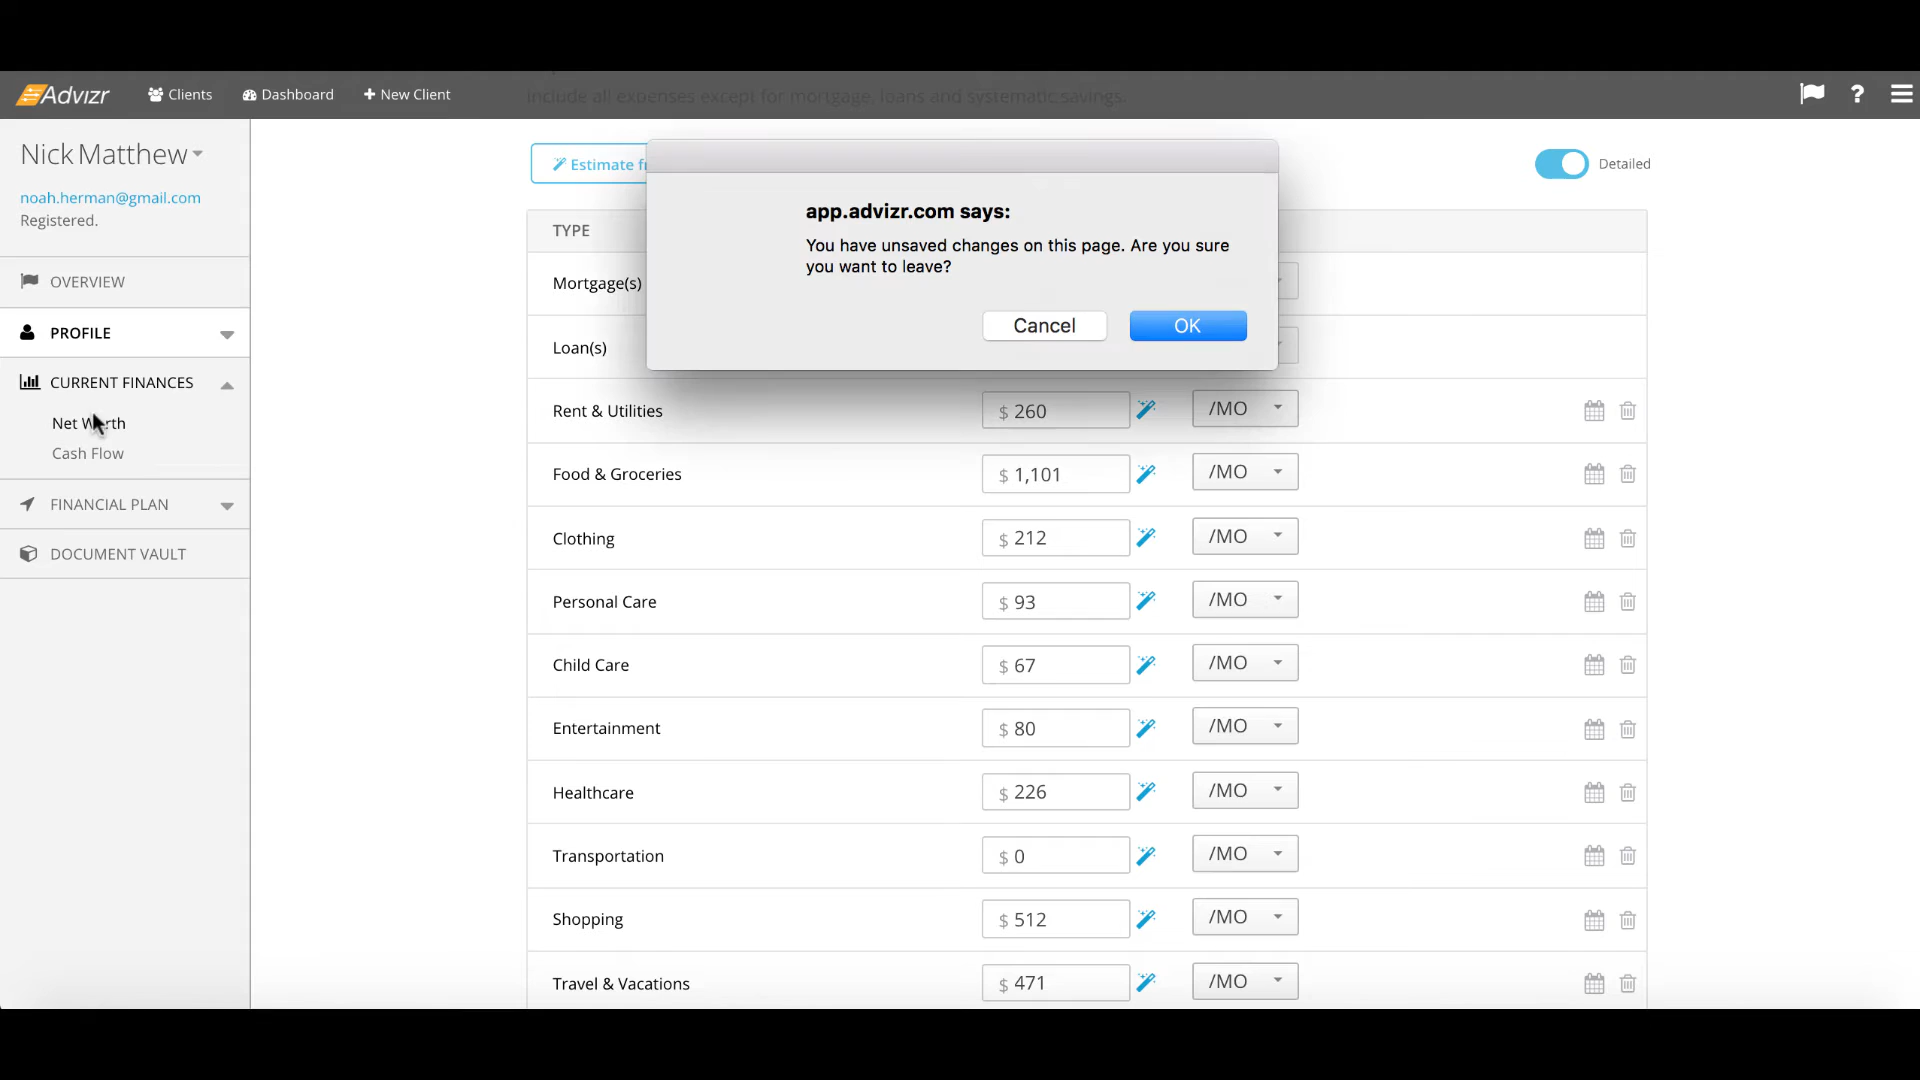 Advizr
Clients
Dashboard
New Client
include all expenses except for mortgage, loans and systematic savings.
?
Nick Matthew
noah.herman@gmail.com
Registered.
OVERVIEW
PROFILE
CURRENT FINANCES
Net Worth
Cash Flow
FINANCIAL PLAN
DOCUMENT VAULT
Estimate
Detailed
app.advizr.com says:
You have unsaved changes on this page. Are you sure
you want to leave?
Cancel
OK
TYPE
Mortgage(s)
Loan(s)
Rent & Utilities $ 260 /MO
Food & Groceries $ 1,101 /MO
Clothing $ 212 /MO
Personal Care $ 93 /MO
Child Care $ 67 /MO
Entertainment $ 80 /MO
Healthcare $ 226 /MO
Transportation $ 0 /MO
Shopping $ 512 /MO
Travel & Vacations $ 471 /MO